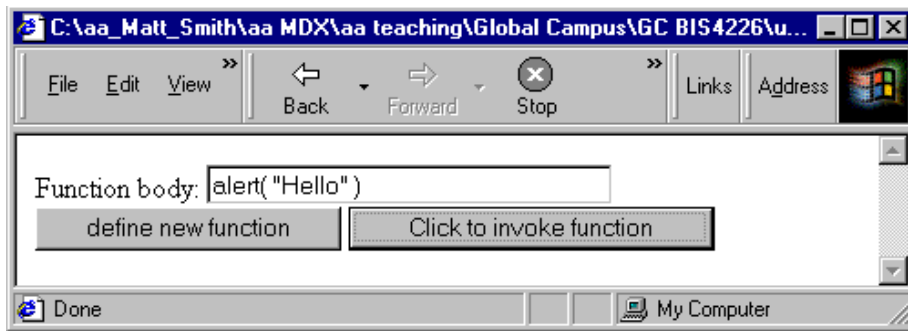 C:\aa_Matt_Smith\aa MDX\aa teaching\Global Campus\GC BIS4226\u...
File Edit View » Back Forward Stop » Links Address
Function body: alert( "Hello" )
define new function Click to invoke function
Done My Computer